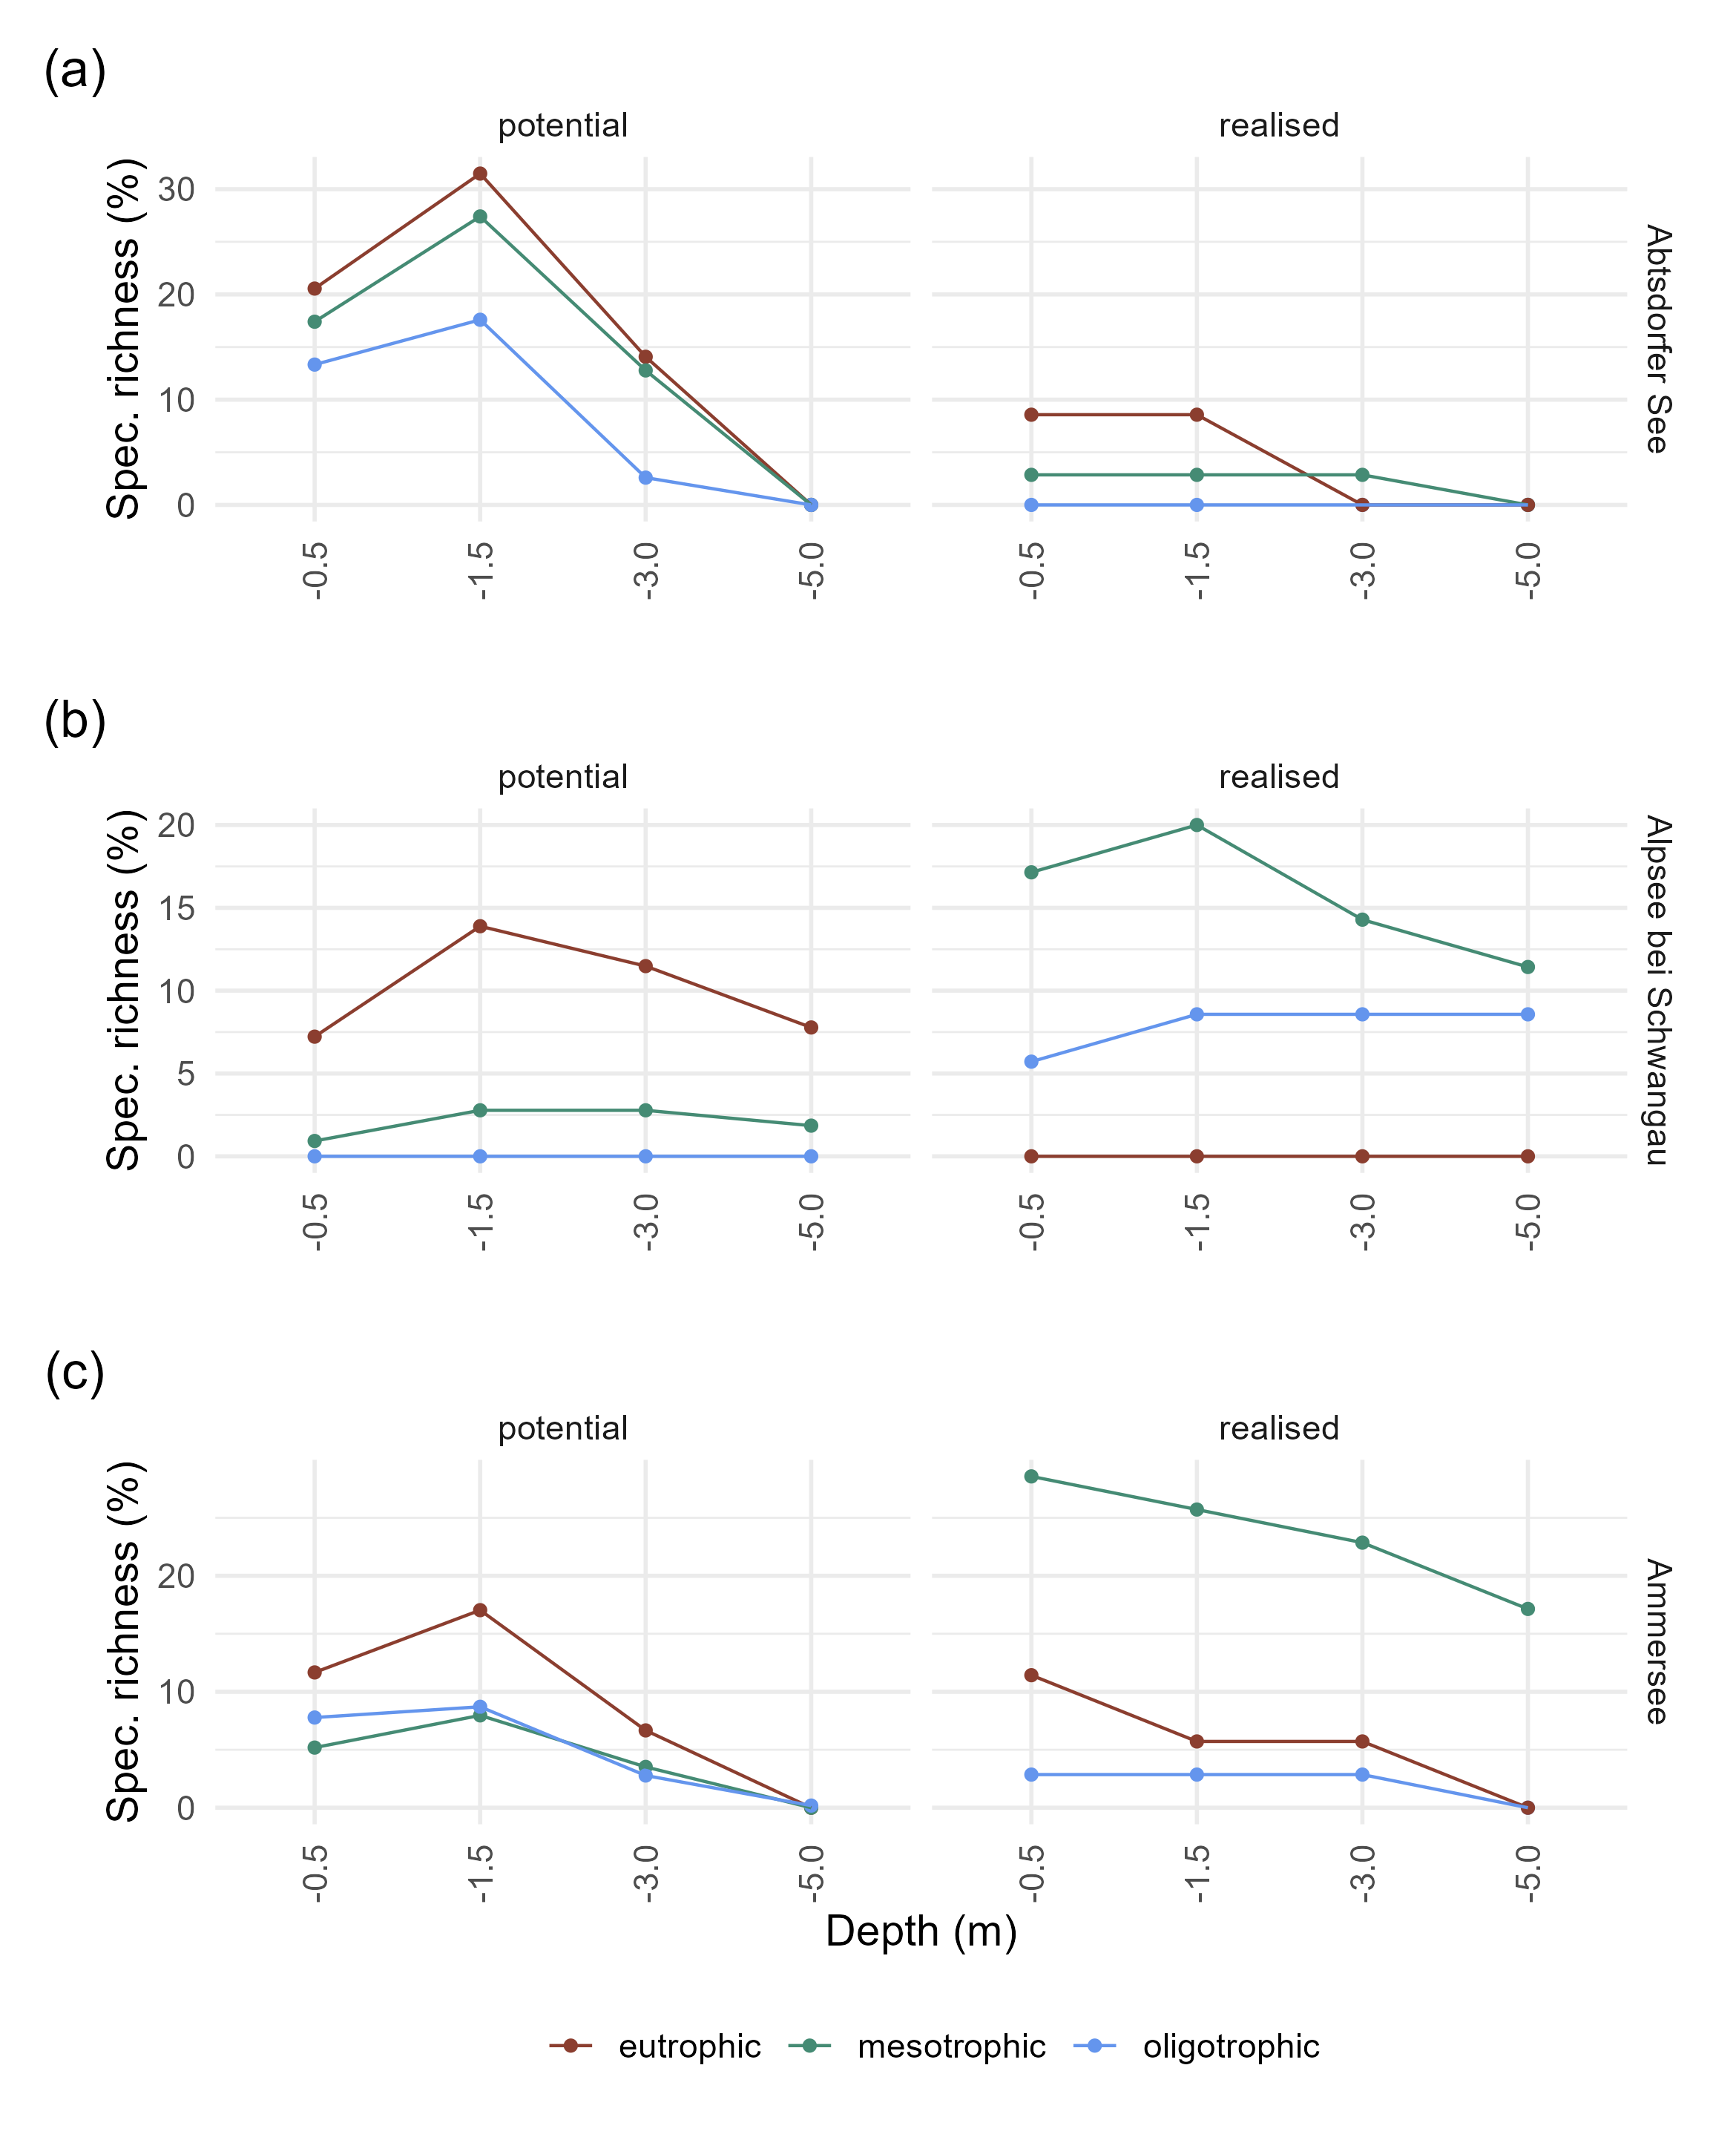 (a)
potential realised
Spec. richness (%)
30
20
10
0
Abtsdorfer See
-0.5 -1.5 -3.0 -5.0 -0.5 -1.5 -3.0 -5.0
(b)
potential realised
Spec. richness (%)
20
15
10
5
0
Alpsee bei Schwangau
-0.5 -1.5 -3.0 -5.0 -0.5 -1.5 -3.0 -5.0
(c)
potential realised
Spec. richness (%)
20
10
0
Ammersee
-0.5 -1.5 -3.0 -5.0 -0.5 -1.5 -3.0 -5.0
Depth (m)
eutrophic mesotrophic oligotrophic